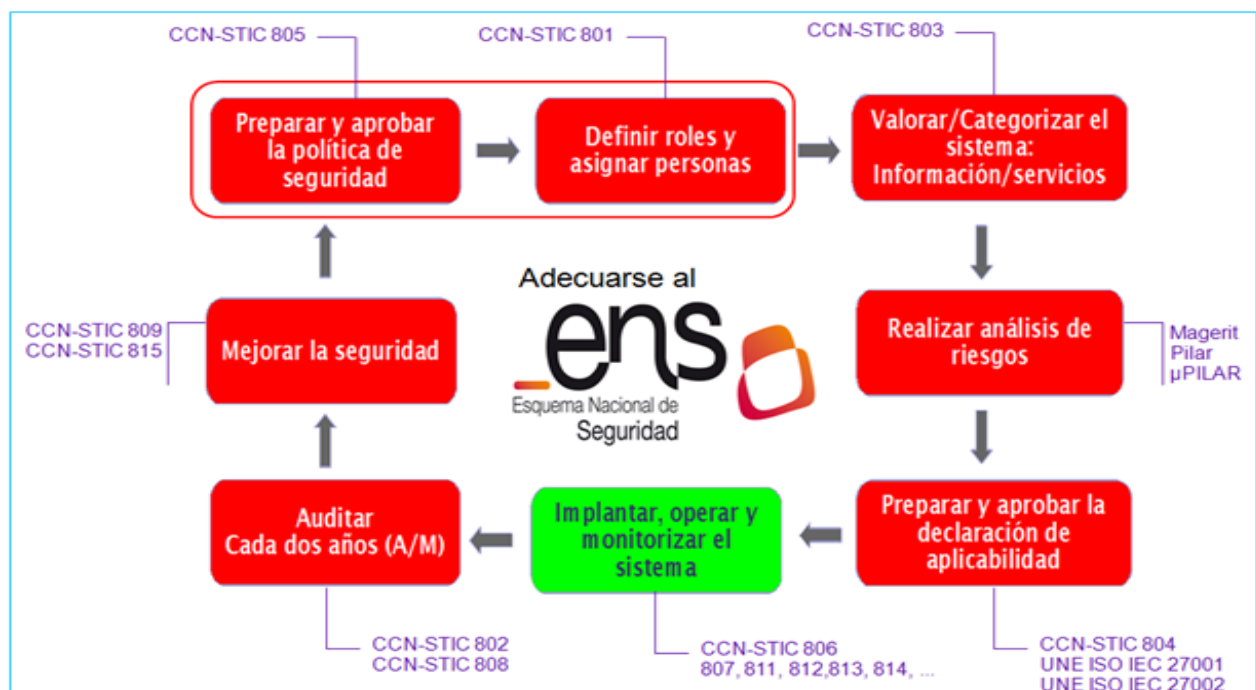 CCN-STIC 805
CCN-STIC 801
CCN-STIC 803
Preparar y aprobar
la política de
seguridad
Definir roles y
asignar personas
Valorar/Categorizar el
sistema:
Información/servicios
Adecuarse al
ens
Esquema Nacional de
Seguridad
CCN-STIC 809
CCN-STIC 815
Mejorar la seguridad
Realizar análisis de
riesgos
Magerit
Pilar
µPILAR
Auditar
Cada dos años (A/M)
Implantar, operar y
monitorizar el
sistema
Preparar y aprobar la
declaración de
aplicabilidad
CCN-STIC 802
CCN-STIC 808
CCN-STIC 806
807, 811, 812,813, 814, ...
CCN-STIC 804
UNE ISO IEC 27001
UNE ISO IEC 27002